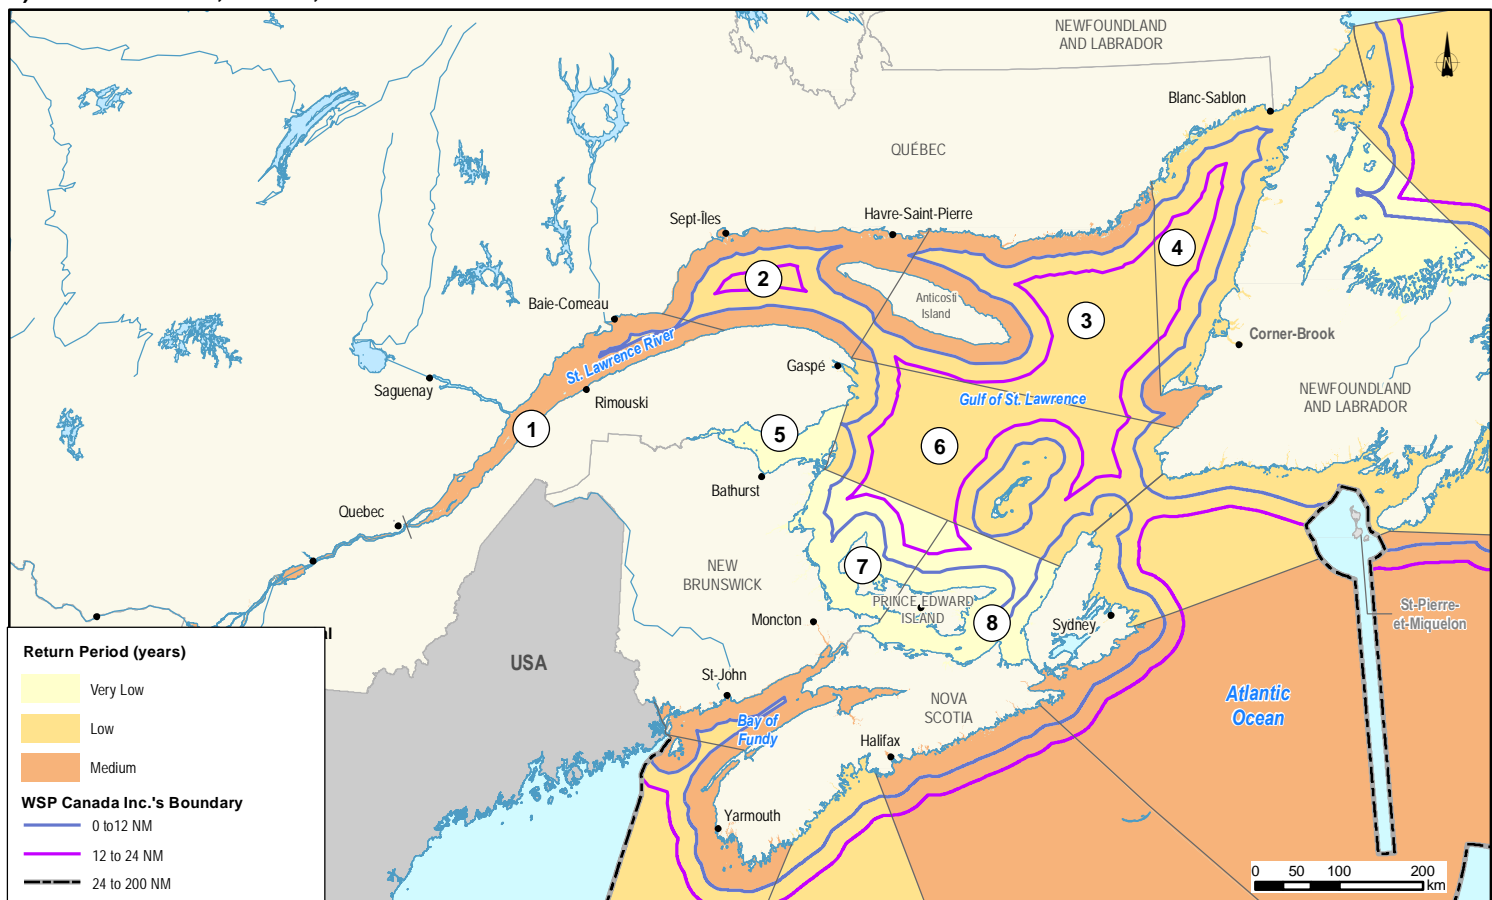 NEWFOUNDLAND
AND LABRADOR
N
Blanc-Sablon
QUÉBEC
Sept-Îles
Havre-Saint-Pierre
4
2
Anticosti
Island
Baie-Comeau
3
Corner-Brook
St. Lawrence River
Gaspé
Saguenay
Rimouski
Gulf of St. Lawrence
NEWFOUNDLAND
AND LABRADOR
1
5
6
Bathurst
Quebec
NEW
BRUNSWICK
7
PRINCE EDWARD
ISLAND
8
Moncton
Sydney
St-Pierre-
et-Miquelon
al
USA
St-John
NOVA
SCOTIA
Atlantic
Ocean
Bay of
Fundy
Halifax
Yarmouth
Return Period (years)
Very Low
Low
Medium
WSP Canada Inc.'s Boundary
0 to12 NM
12 to 24 NM
24 to 200 NM
0 50 100 200
km